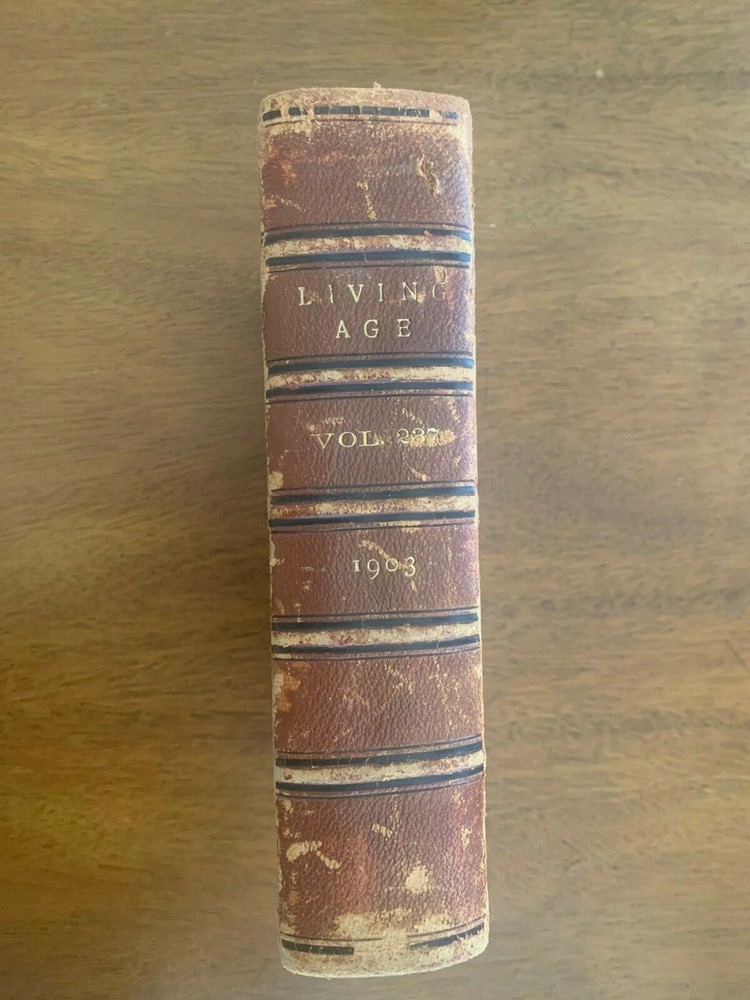 LIVING
AGE
VOL. 237
1903